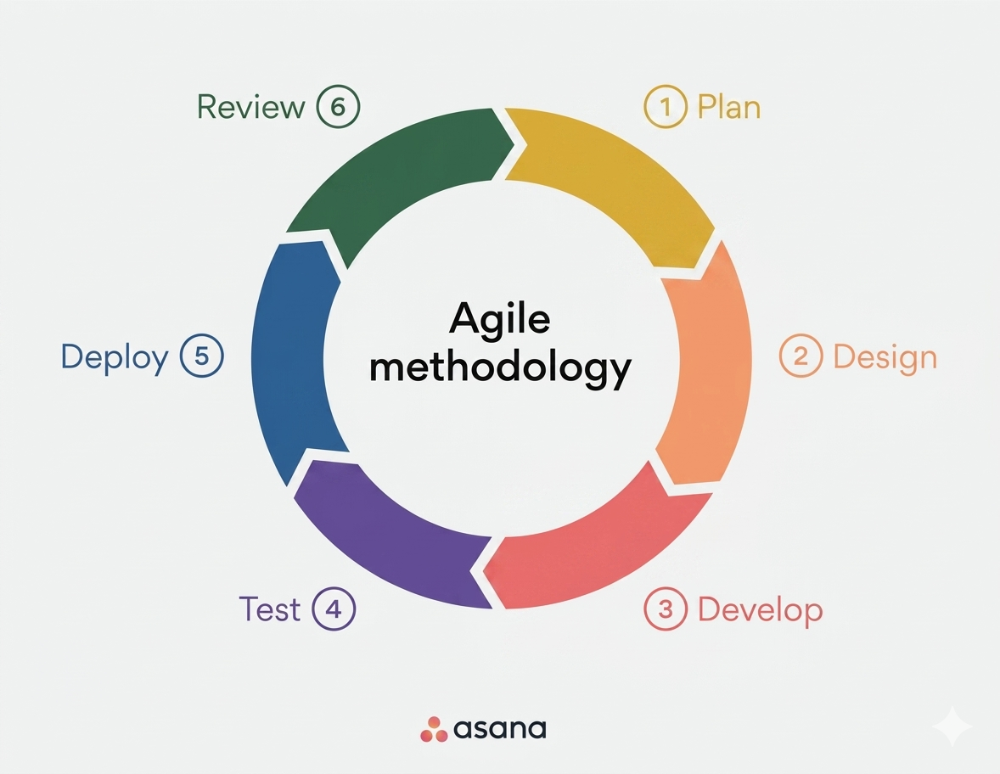 Agile
methodology
1 Plan
2 Design
3 Develop
4 Test
5 Deploy
6 Review
asana